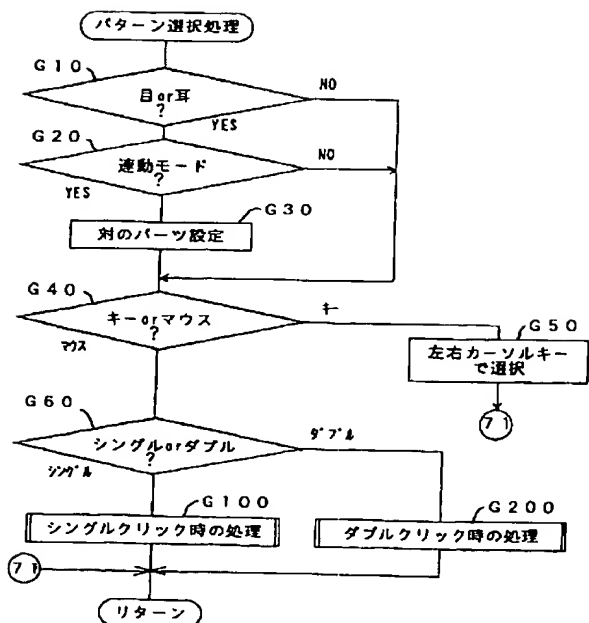 パターン選択処理
G10
目or耳
?
NO
YES
G20
連動モード
?
NO
YES
G30
対のパーツ設定
G40
キーorマウス
?
キー
マウス
G50
左右カーソルキー
で選択
71
G60
シングルorダブル
?
ダブル
シングル
G100
シングルクリック時の処理
G200
ダブルクリック時の処理
71
リターン